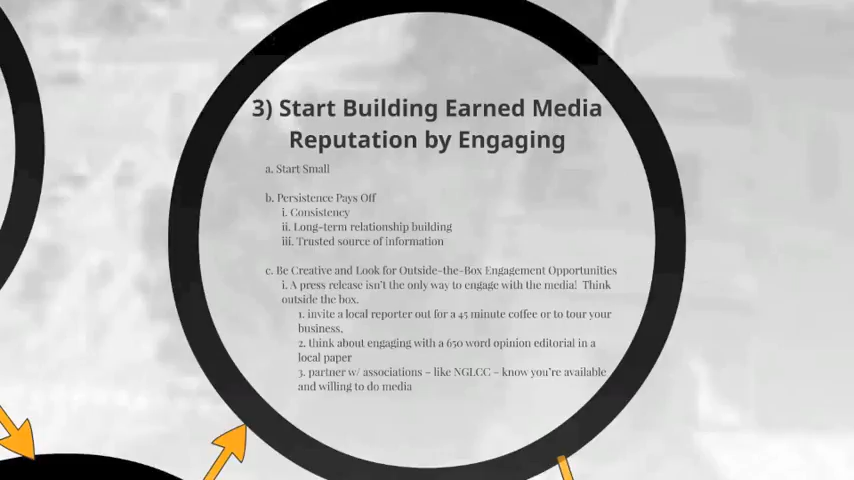 3) Start Building Earned Media
Reputation by Engaging
a. Start Small
b. Persistence Pays Off
i. Consistency
ii. Long-term relationship building
iii. Trusted source of information
c. Be Creative and Look for Outside-the-Box Engagement Opportunities
i. A press release isn't the only way to engage with the media! Think
outside the box.
1. invite a local reporter out for a 45 minute coffee or to tour your
business.
2. think about engaging with a 650 word opinion editorial in a
local paper
3. partner w/ associations – like NGLCC – know you're available
and willing to do media